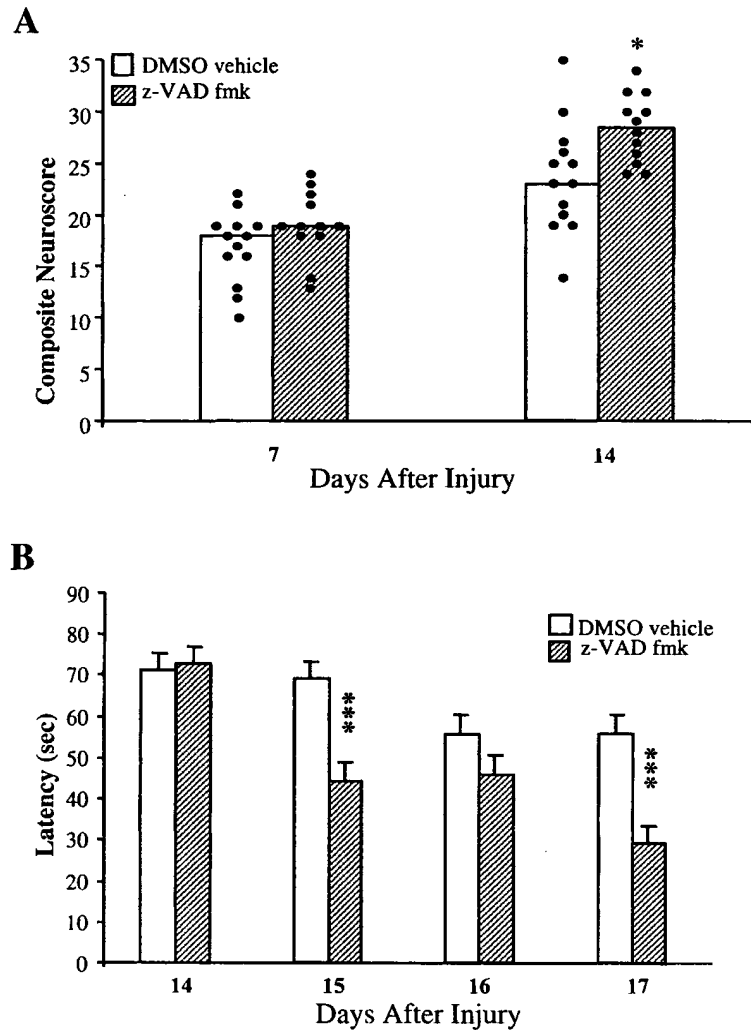 A
*
35
DMSO vehicle
z-VAD fmk
30
25
20
15
10
5
0
Composite Neuroscore
7
14
Days After Injury
B
90
DMSO vehicle
z-VAD fmk
80
70
60
50
40
30
20
10
0
Latency (sec)
***
***
14
15
16
17
Days After Injury